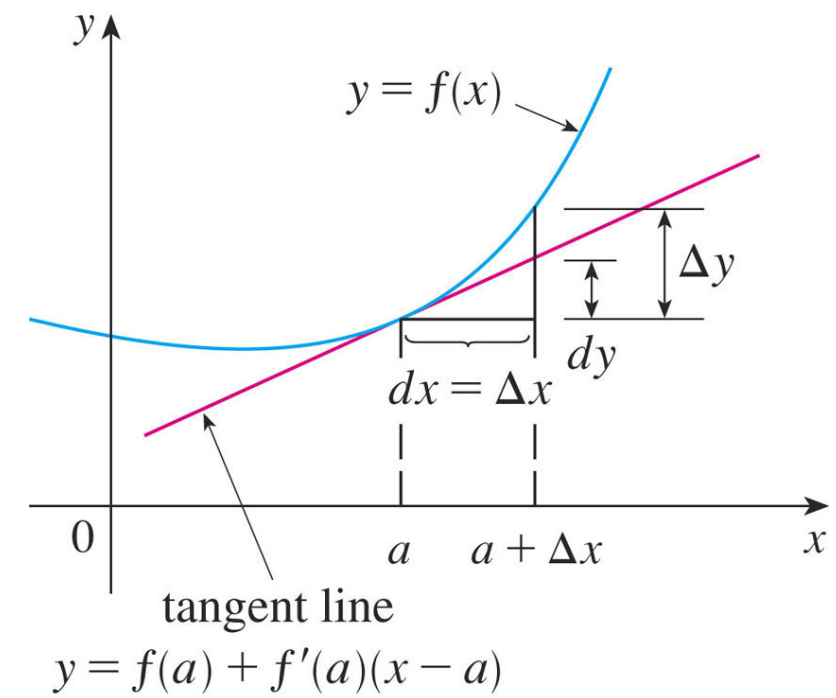 y
y = f(x)
Δy
dy
dx = Δx
0
a
a + Δx
x
tangent line
y = f(a) + f′(a)(x − a)